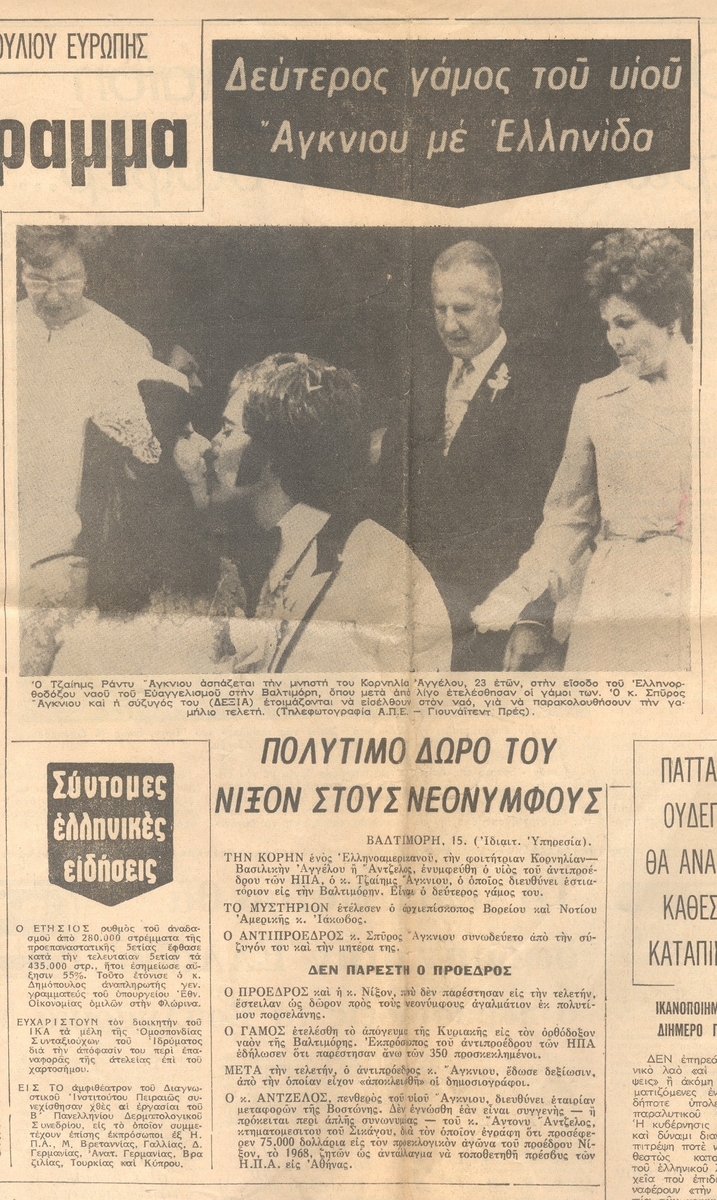 ΟΥΛΙΟΥ ΕΥΡΩΠΗΣ
ραμμα
Δεύτερος γάμος τοῦ υἱοῦ
Ἄγκνιου μέ Ἑλληνίδα
Ὁ Τζαίημς Ράντυ Ἄγκνιου ἀσπάζεται τὴν μνηστή του Κορνηλία Ἀγγέλου, 23 ἐτῶν, στὴν εἴσοδο τοῦ Ἑλληνορ-
θοδόξου ναοῦ τοῦ Εὐαγγελισμοῦ στὴν Βαλτιμόρη, ὅπου μετὰ ἀπὸ λίγο ἐτελέσθησαν οἱ γάμοι των. Ὁ κ. Σπῦρος
Ἄγκνιου καὶ ἡ σύζυγός του (ΔΕΞΙΑ) ἑτοιμάζονται νὰ εἰσέλθουν στὸν ναό, γιὰ νὰ παρακολουθήσουν τὴν γα-
μήλιο τελετή. (Τηλεφωτογραφία Α.Π.Ε. – Γιουνάϊτεντ Πρές).
Σύντομες
ἑλληνικὲς
εἰδήσεις
Ο ΕΤΗΣΙΟΣ ρυθμὸς τοῦ ἀναδα-
σμοῦ ἀπὸ 280.000 στρέμματα τῆς
προεπαναστατικῆς 5ετίας ἔφθασε
κατὰ τὴν τελευταίαν 5ετίαν τὰ
435.000 στρ., ἤτοι ἐσημείωσε αὔ-
ξησιν 55%. Τοῦτο ἐτόνισε ὁ κ.
Δημόπουλος ἀναπληρωτὴς γεν.
γραμματεὺς τοῦ ὑπουργείου Ἐθν.
Οἰκονομίας ὁμιλῶν στὴν Φλώρινα.
ΕΥΧΑΡΙΣΤΟΥΝ τὸν διοικητὴν τοῦ
ΙΚΑ τὰ μέλη τῆς Ὁμοσπονδίας
Συνταξιούχων τοῦ Ἱδρύματος
διὰ τὴν ἀπόφασίν του περὶ ἐπα-
ναφορᾶς τῆς ἀτελείας ἐπὶ τοῦ
χαρτοσήμου.
ΕΙΣ ΤΟ ἀμφιθέατρον τοῦ Διαγνω-
στικοῦ Ἰνστιτούτου Πειραιῶς συ-
νεχίσθησαν χθὲς αἱ ἐργασίαι τοῦ
Β΄ Πανελληνίου Δερματολογικοῦ
Συνεδρίου, εἰς τὸ ὁποῖον συμμε-
τέχουν ἐπίσης ἐκπρόσωποι ἐξ Η.
Π.Α., Μ. Βρεταννίας, Γαλλίας, Δ.
Γερμανίας, Ἀνατ. Γερμανίας, Βρα
ζιλίας, Τουρκίας καὶ Κύπρου.
ΠΟΛΥΤΙΜΟ ΔΩΡΟ ΤΟΥ
ΝΙΞΟΝ ΣΤΟΥΣ ΝΕΟΝΥΜΦΟΥΣ
ΒΑΛΤΙΜΟΡΗ, 15. (Ἰδιαιτ. Ὑπηρεσία).
ΤΗΝ ΚΟΡΗΝ ἑνὸς Ἑλληνοαμερικανοῦ, τὴν φοιτήτριαν Κορνηλίαν—
Βασιλικὴν Ἀγγέλου ἢ Ἄντζελος, ἐνυμφεύθη ὁ υἱὸς τοῦ ἀντιπροέ-
δρου τῶν ΗΠΑ, ὁ κ. Τζαίημς Ἄγκνιου, ὁ ὁποῖος διευθύνει ἑστια-
τόριον εἰς τὴν Βαλτιμόρην. Εἶναι ὁ δεύτερος γάμος του.
ΤΟ ΜΥΣΤΗΡΙΟΝ ἐτέλεσεν ὁ ἀρχιεπίσκοπος Βορείου καὶ Νοτίου
Ἀμερικῆς κ. Ἰάκωβος.
Ο ΑΝΤΙΠΡΟΕΔΡΟΣ κ. Σπῦρος Ἄγκνιου συνωδεύετο ἀπὸ τὴν σύ-
ζυγόν του καὶ τὴν μητέρα της.
ΔΕΝ ΠΑΡΕΣΤΗ Ο ΠΡΟΕΔΡΟΣ
Ο ΠΡΟΕΔΡΟΣ καὶ ἡ κ. Νίξον, ποὺ δὲν παρέστησαν εἰς τὴν τελετήν,
ἔστειλαν ὡς δῶρον πρὸς τοὺς νεονύμφους ἀγαλμάτιον ἐκ πολυτί-
μου πορσελάνης.
Ο ΓΑΜΟΣ ἐτελέσθη τὸ ἀπόγευμα τῆς Κυριακῆς εἰς τὸν ὀρθόδοξον
ναὸν τῆς Βαλτιμόρης. Ἐκπρόσωπος τοῦ ἀντιπροέδρου τῶν ΗΠΑ
ἐδήλωσεν ὅτι παρέστησαν ἄνω τῶν 350 προσκεκλημένοι.
ΜΕΤΑ τὴν τελετήν, ὁ ἀντιπρόεδρος κ. Ἄγκνιου, ἔδωσε δεξίωσιν,
ἀπὸ τὴν ὁποίαν εἶχον «ἀποκλεισθῆ» οἱ δημοσιογράφοι.
Ο κ. ΑΝΤΖΕΛΟΣ, πενθερὸς τοῦ υἱοῦ Ἄγκνιου, διευθύνει ἑταιρίαν
μεταφορῶν τῆς Βοστώνης. Δὲν ἐγνώσθη ἐὰν εἶναι συγγενὴς — ἢ
πρόκειται περὶ ἁπλῆς συνωνυμίας — τοῦ κ. Ἄντονυ Ἄντζελος,
κτηματομεσίτου τοῦ Σικάγου, διὰ τὸν ὁποῖον ἐγράφη ὅτι προσέφε-
ρεν 75.000 δολλάρια εἰς τὸν προεκλογικὸν ἀγῶνα τοῦ προέδρου Νί-
ξον, τὸ 1968, ζητῶν ὡς ἀντάλλαγμα νὰ τοποθετηθῆ πρέσβυς τῶν
Η.Π.Α. εἰς Ἀθήνας.
ΠΑΤΤΑ
ΟΥΔΕΠ
ΘΑ ΑΝΑ
ΚΑΘΕΣ
ΚΑΤΑΠΙ
ΙΚΑΝΟΠΟΙΗΜ
ΔΙΗΜΕΡΟ Γ
ΔΕΝ ἐπηρεά
νικὸ λαὸ «αἱ
ψεις» ἢ ἀκόμη
ματιζόμενες ἐν
δήποτε ὑπολε
παραλυτικοῦ
Ἡ κυβέρνησις
καὶ δύναμι δια
πιτρέψη ποτὲ ν
θεστὼς κατα
τοῦ ἑλληνικοῦ Σ
χεῖα ποὺ ἐπιδ
ναφέρουν «τὴν